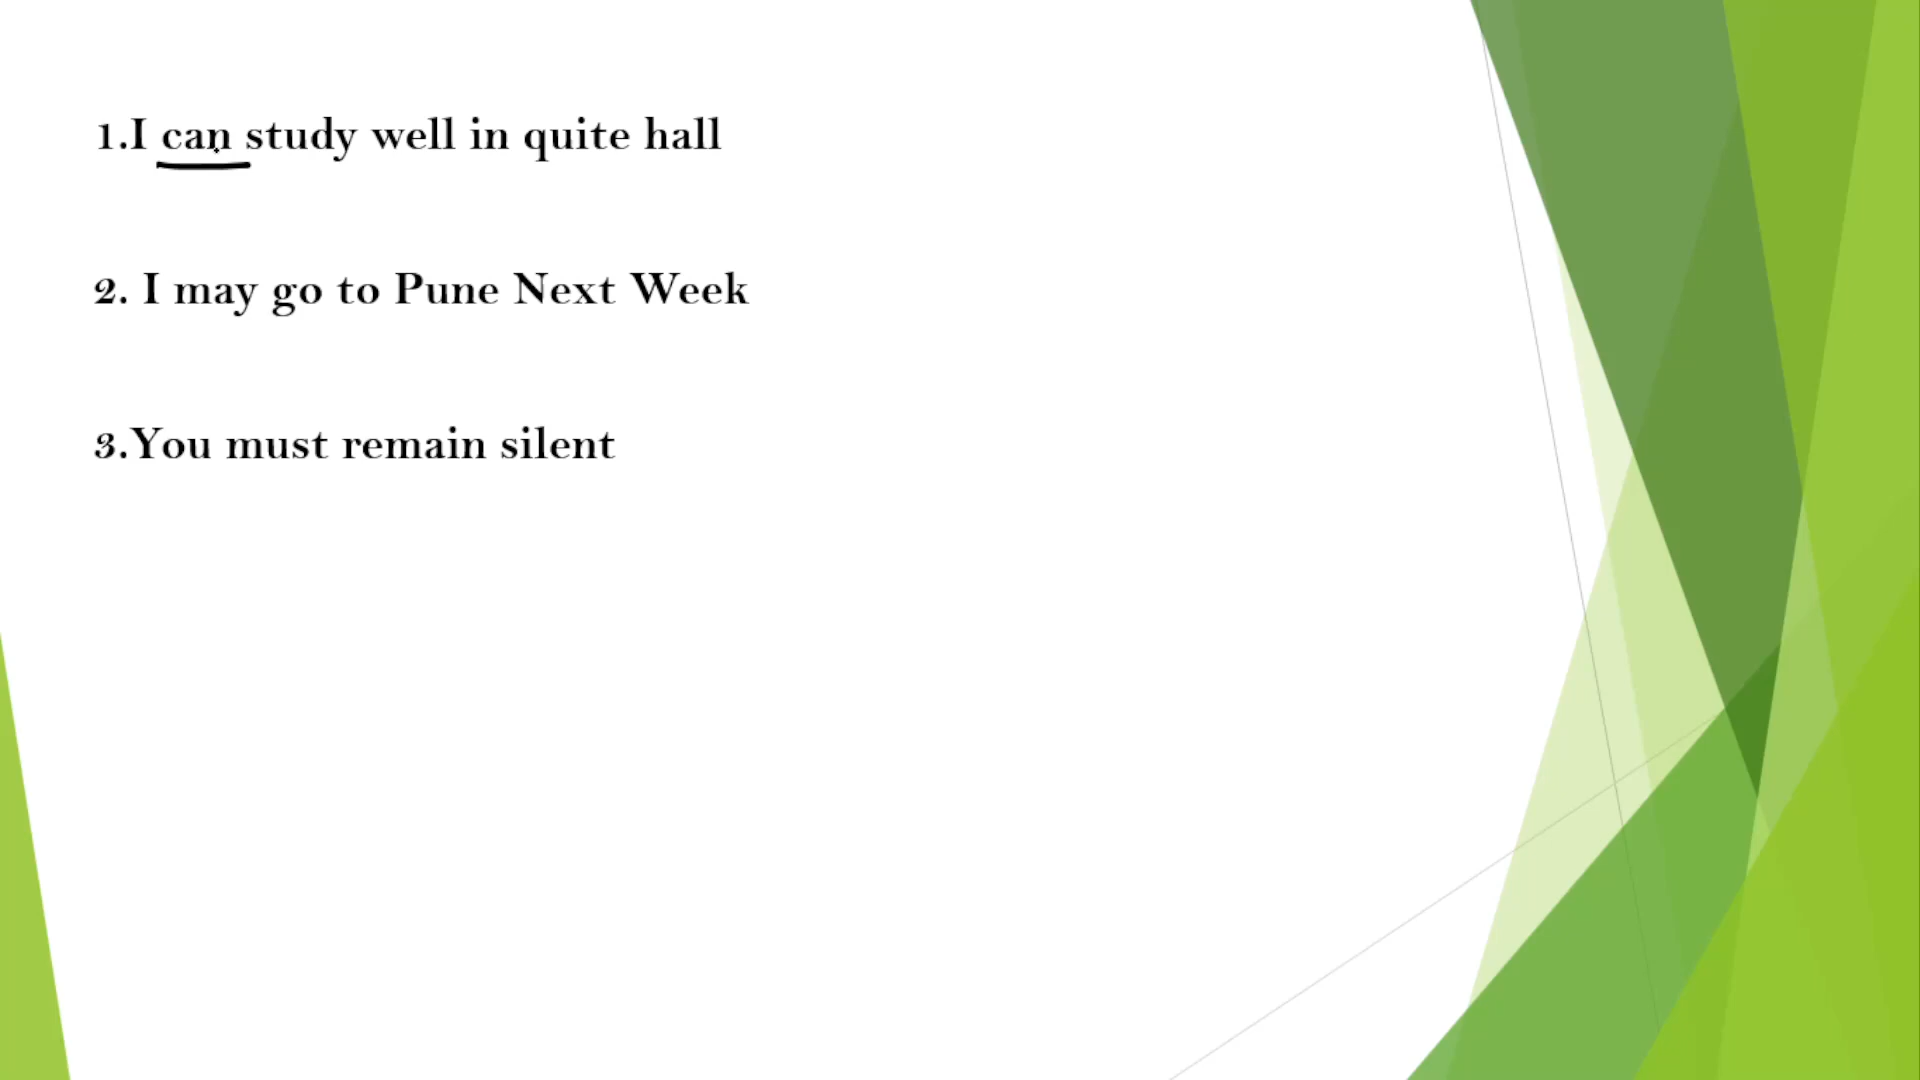 1.I can study well in quite hall
2. I may go to Pune Next Week
3.You must remain silent